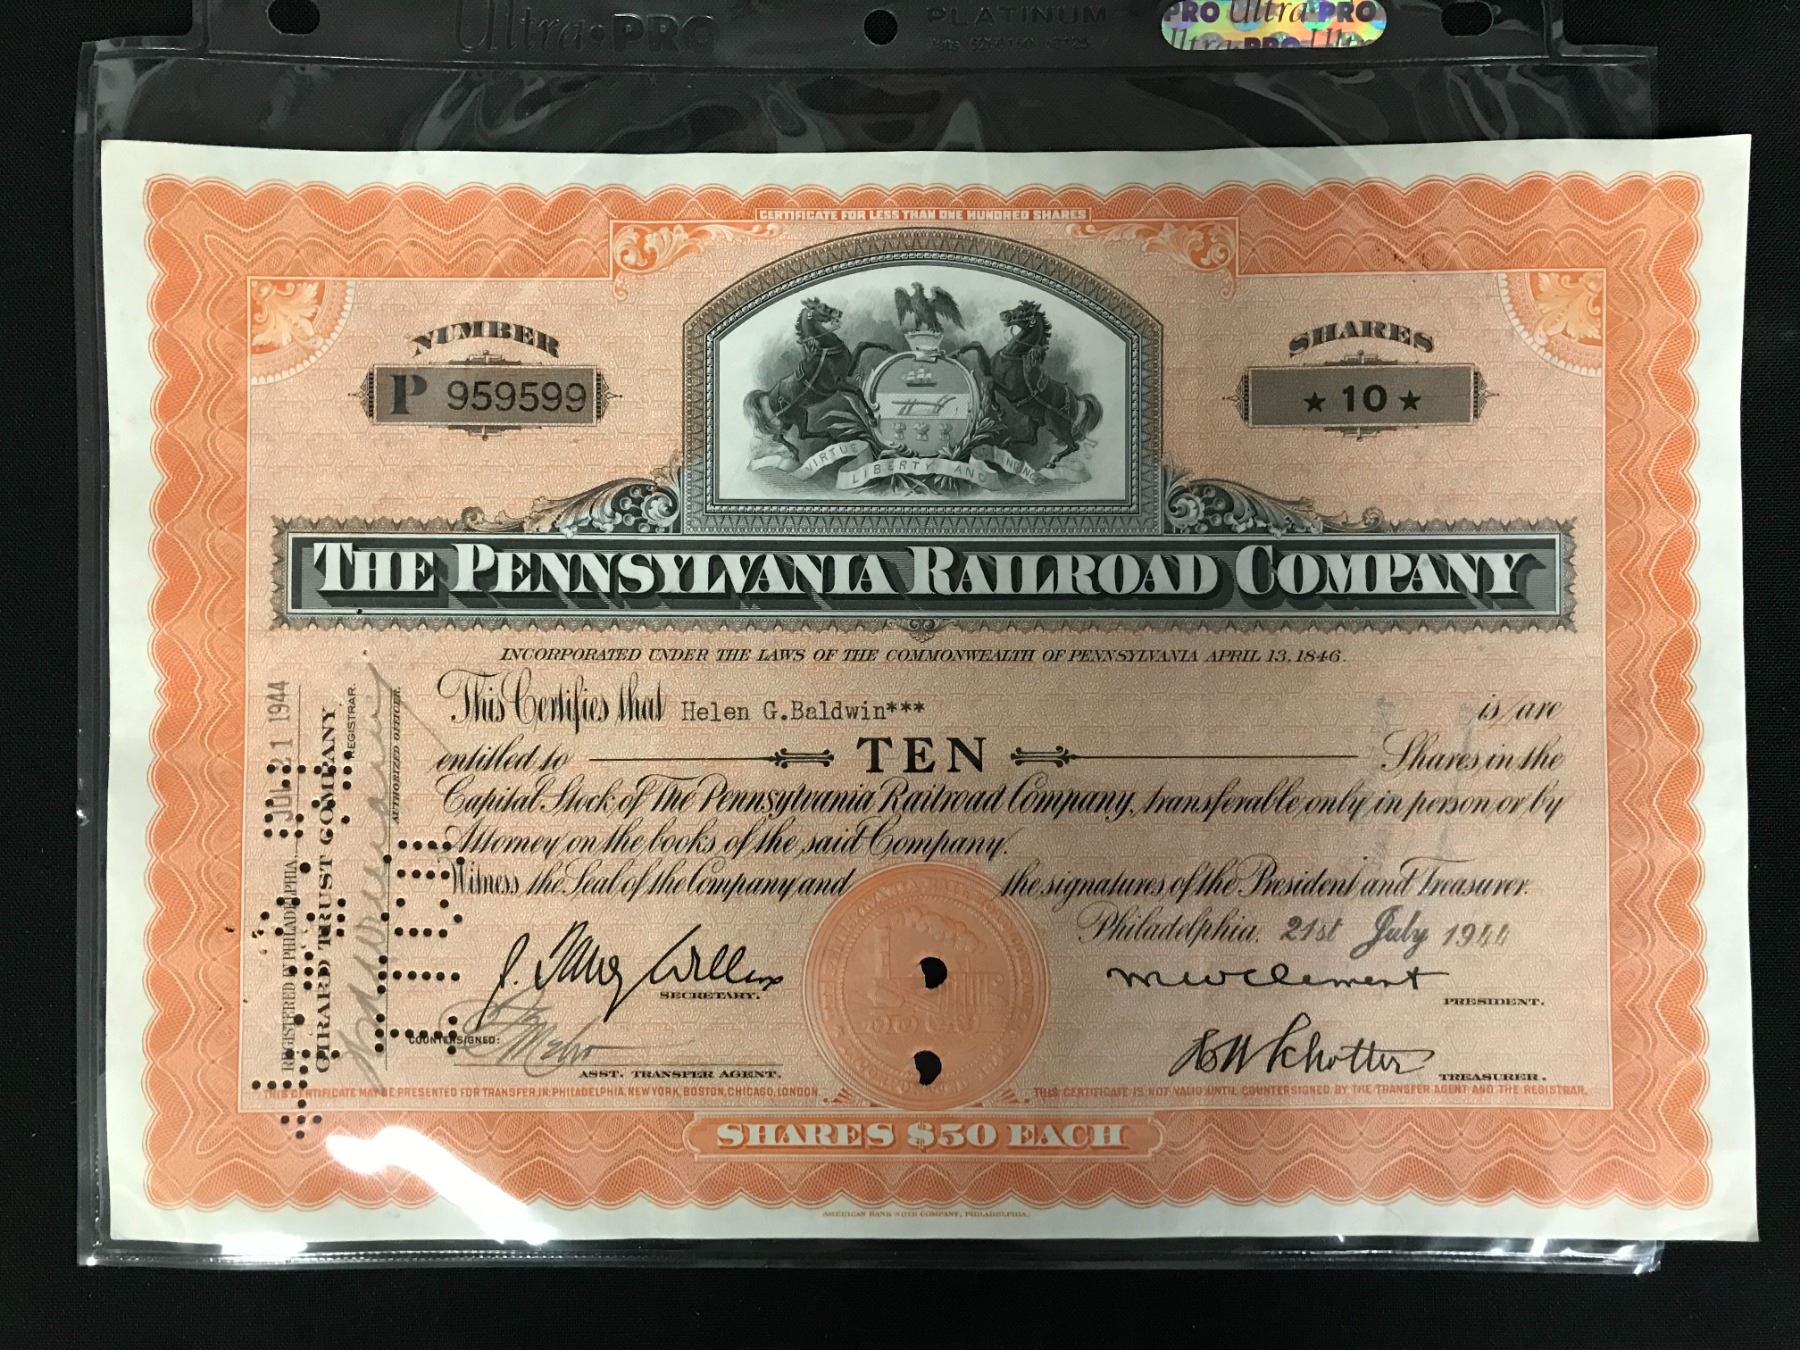 Ultra•PRO
PLATINUM
PRO Ultra•PRO
Ultra•PRO Ultra
CERTIFICATE FOR LESS THAN ONE HUNDRED SHARES
NUMBER
P 959599
SHARES
★ 10 ★
VIRTUE LIBERTY AND
THE PENNSYLVANIA RAILROAD COMPANY
INCORPORATED UNDER THE LAWS OF THE COMMONWEALTH OF PENNSYLVANIA APRIL 13, 1846.
This Certifies that Helen G.Baldwin*** is/are
entitled to TEN Shares in the
Capital Stock of The Pennsylvania Railroad Company, transferable only in person or by
Attorney on the books of the said Company.
Witness the Seal of the Company and the signatures of the President and Treasurer.
Philadelphia, 21st July 1944
SECRETARY.
M W Clement
PRESIDENT.
COUNTERSIGNED:
ASST. TRANSFER AGENT.
TREASURER.
THIS CERTIFICATE MAY BE PRESENTED FOR TRANSFER IN: PHILADELPHIA, NEW YORK, BOSTON, CHICAGO, LONDON.
THIS CERTIFICATE IS NOT VALID UNTIL COUNTERSIGNED BY THE TRANSFER AGENT AND THE REGISTRAR.
SHARES $50 EACH
AMERICAN BANK NOTE COMPANY, PHILADELPHIA.
REGISTERED IN PHILADELPHIA JUL 21 1944
GIRARD TRUST COMPANY
REGISTRAR.
AUTHORIZED OFFICER.